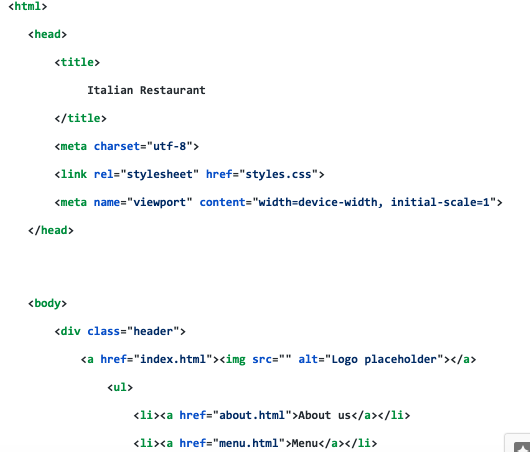 <html>
<head>
<title>
Italian Restaurant
</title>
<meta charset="utf-8">
<link rel="stylesheet" href="styles.css">
<meta name="viewport" content="width=device-width, initial-scale=1">
</head>
<body>
<div class="header">
<a href="index.html"><img src="" alt="Logo placeholder"></a>
<ul>
<li><a href="about.html">About us</a></li>
<li><a href="menu.html">Menu</a></li>